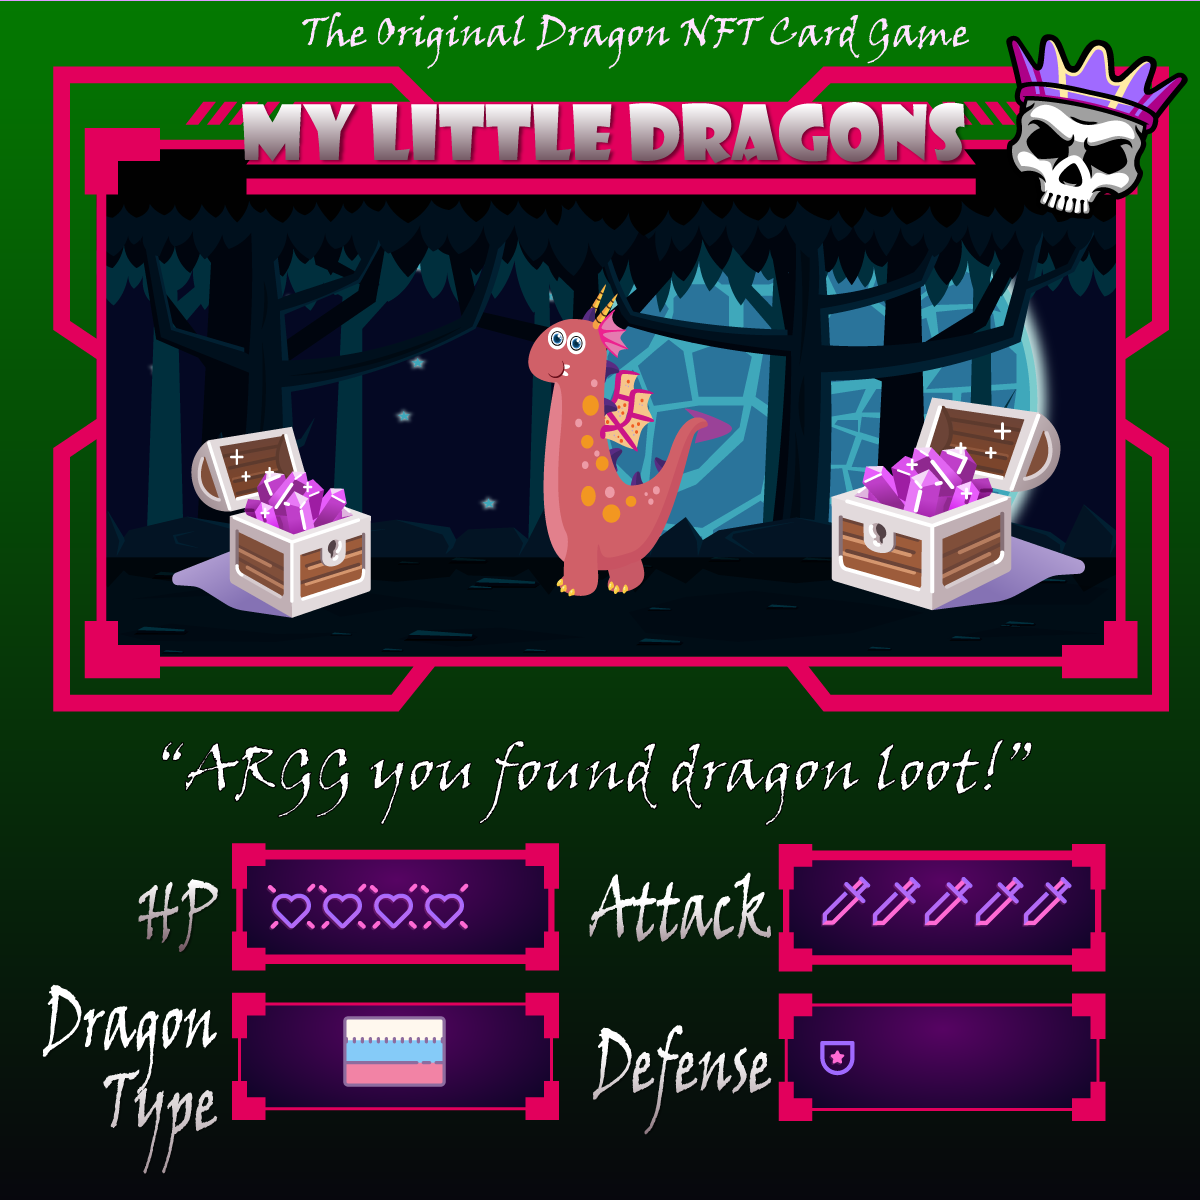 The Original Dragon NFT Card Game
MY LITTLE DRAGONS
“ARGG you found dragon loot!”
HP
Attack
Dragon
Type
Defense